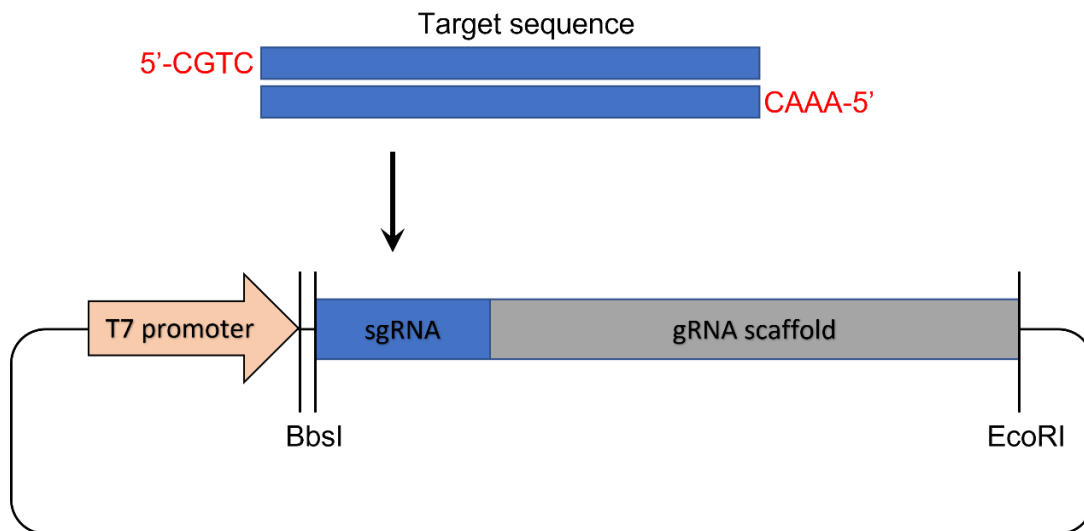 Target sequence
5’-CGTC
CAAA-5’
T7 promoter
sgRNA
gRNA scaffold
BbsI
EcoRI